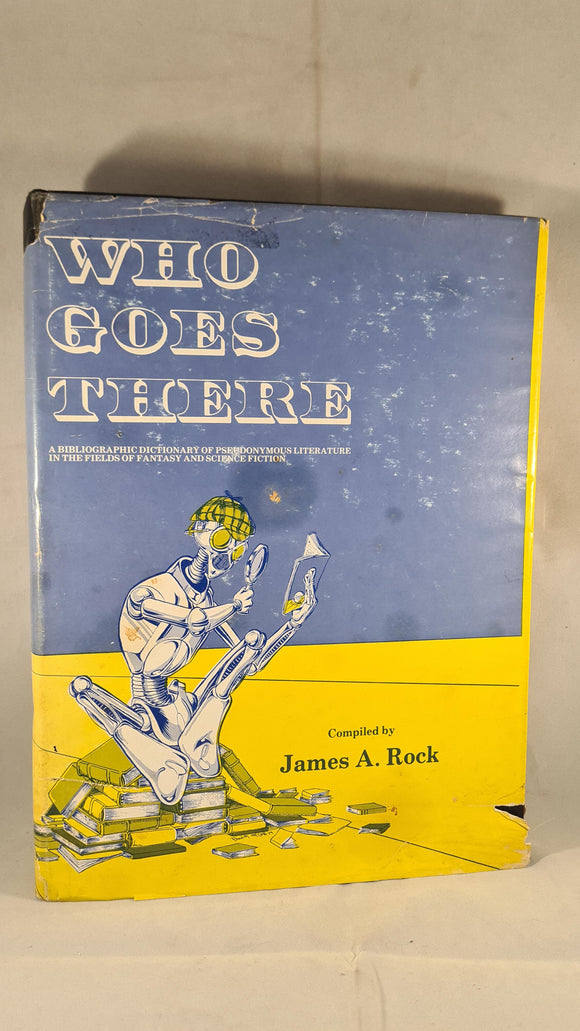 WHO
GOES
THERE
A BIBLIOGRAPHIC DICTIONARY OF PSEUDONYMOUS LITERATURE
IN THE FIELDS OF FANTASY AND SCIENCE FICTION
Compiled by
James A. Rock